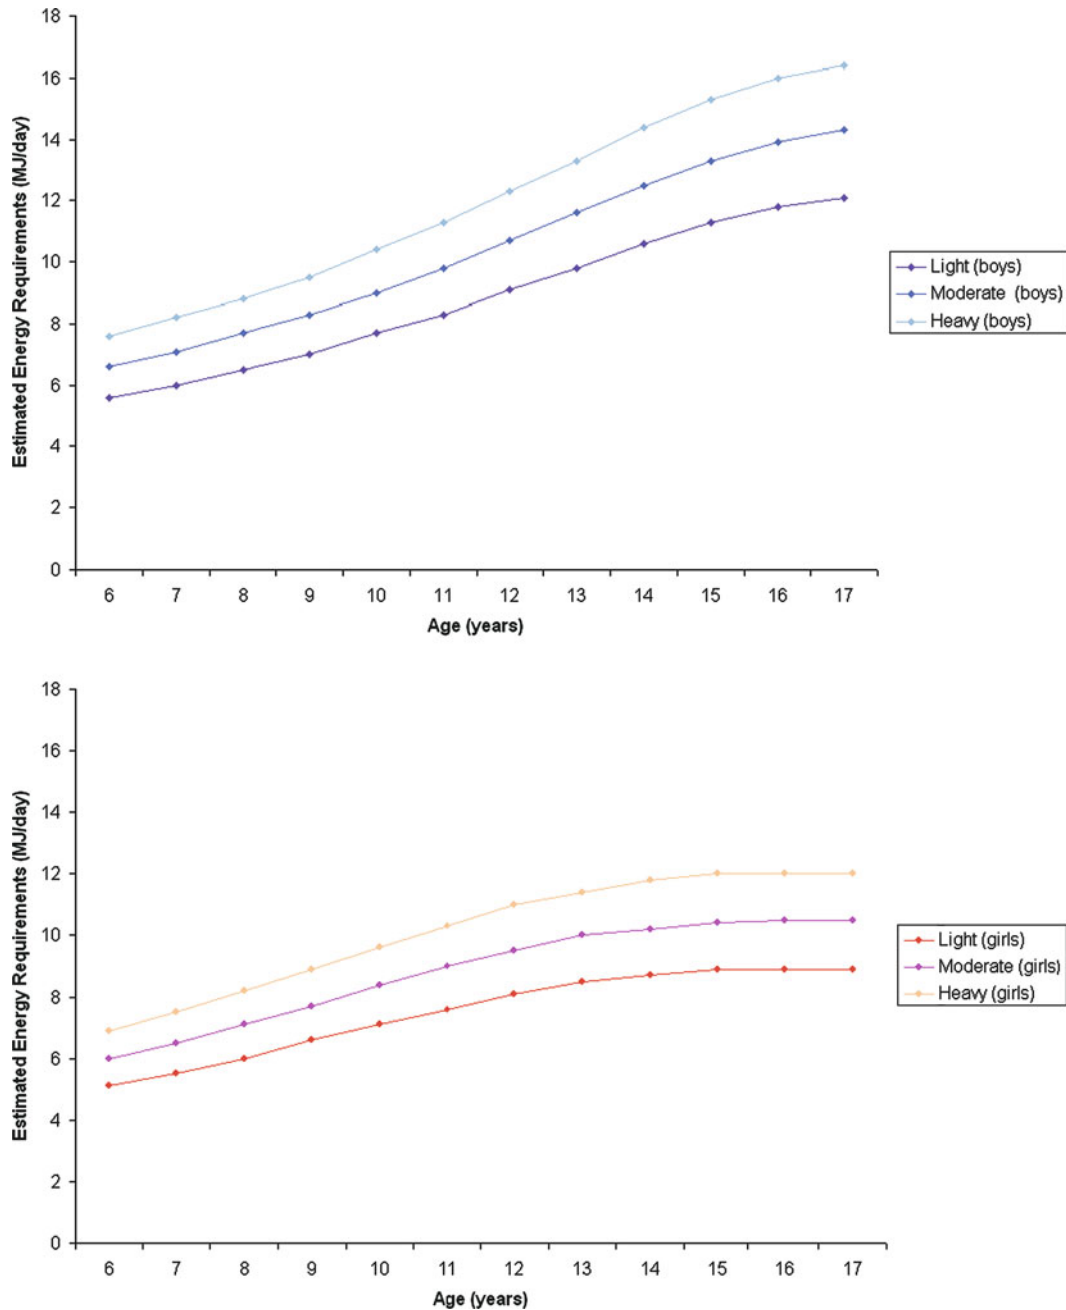 18
16
14
12
10
8
6
4
2
0
Estimated Energy Requirements (MJ/day)
6 7 8 9 10 11 12 13 14 15 16 17
Age (years)
Light (boys)
Moderate (boys)
Heavy (boys)
18
16
14
12
10
8
6
4
2
0
Estimated Energy Requirements (MJ/day)
6 7 8 9 10 11 12 13 14 15 16 17
Age (years)
Light (girls)
Moderate (girls)
Heavy (girls)